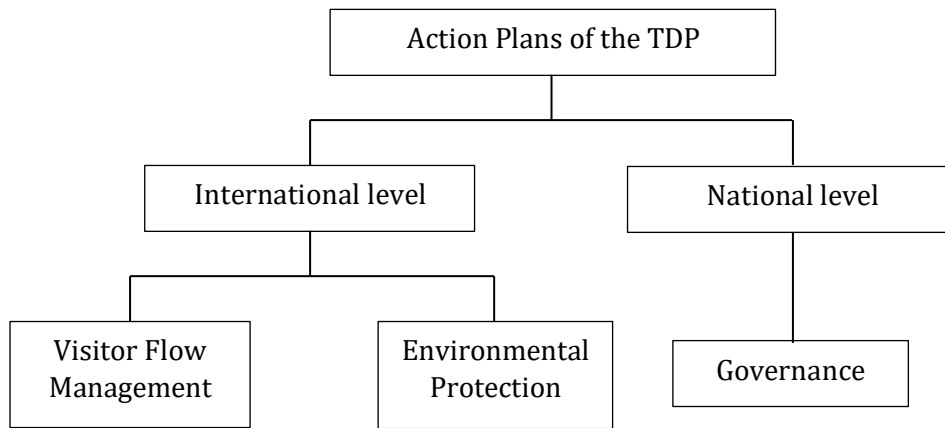 Action Plans of the TDP
International level
National level
Visitor Flow
Management
Environmental
Protection
Governance